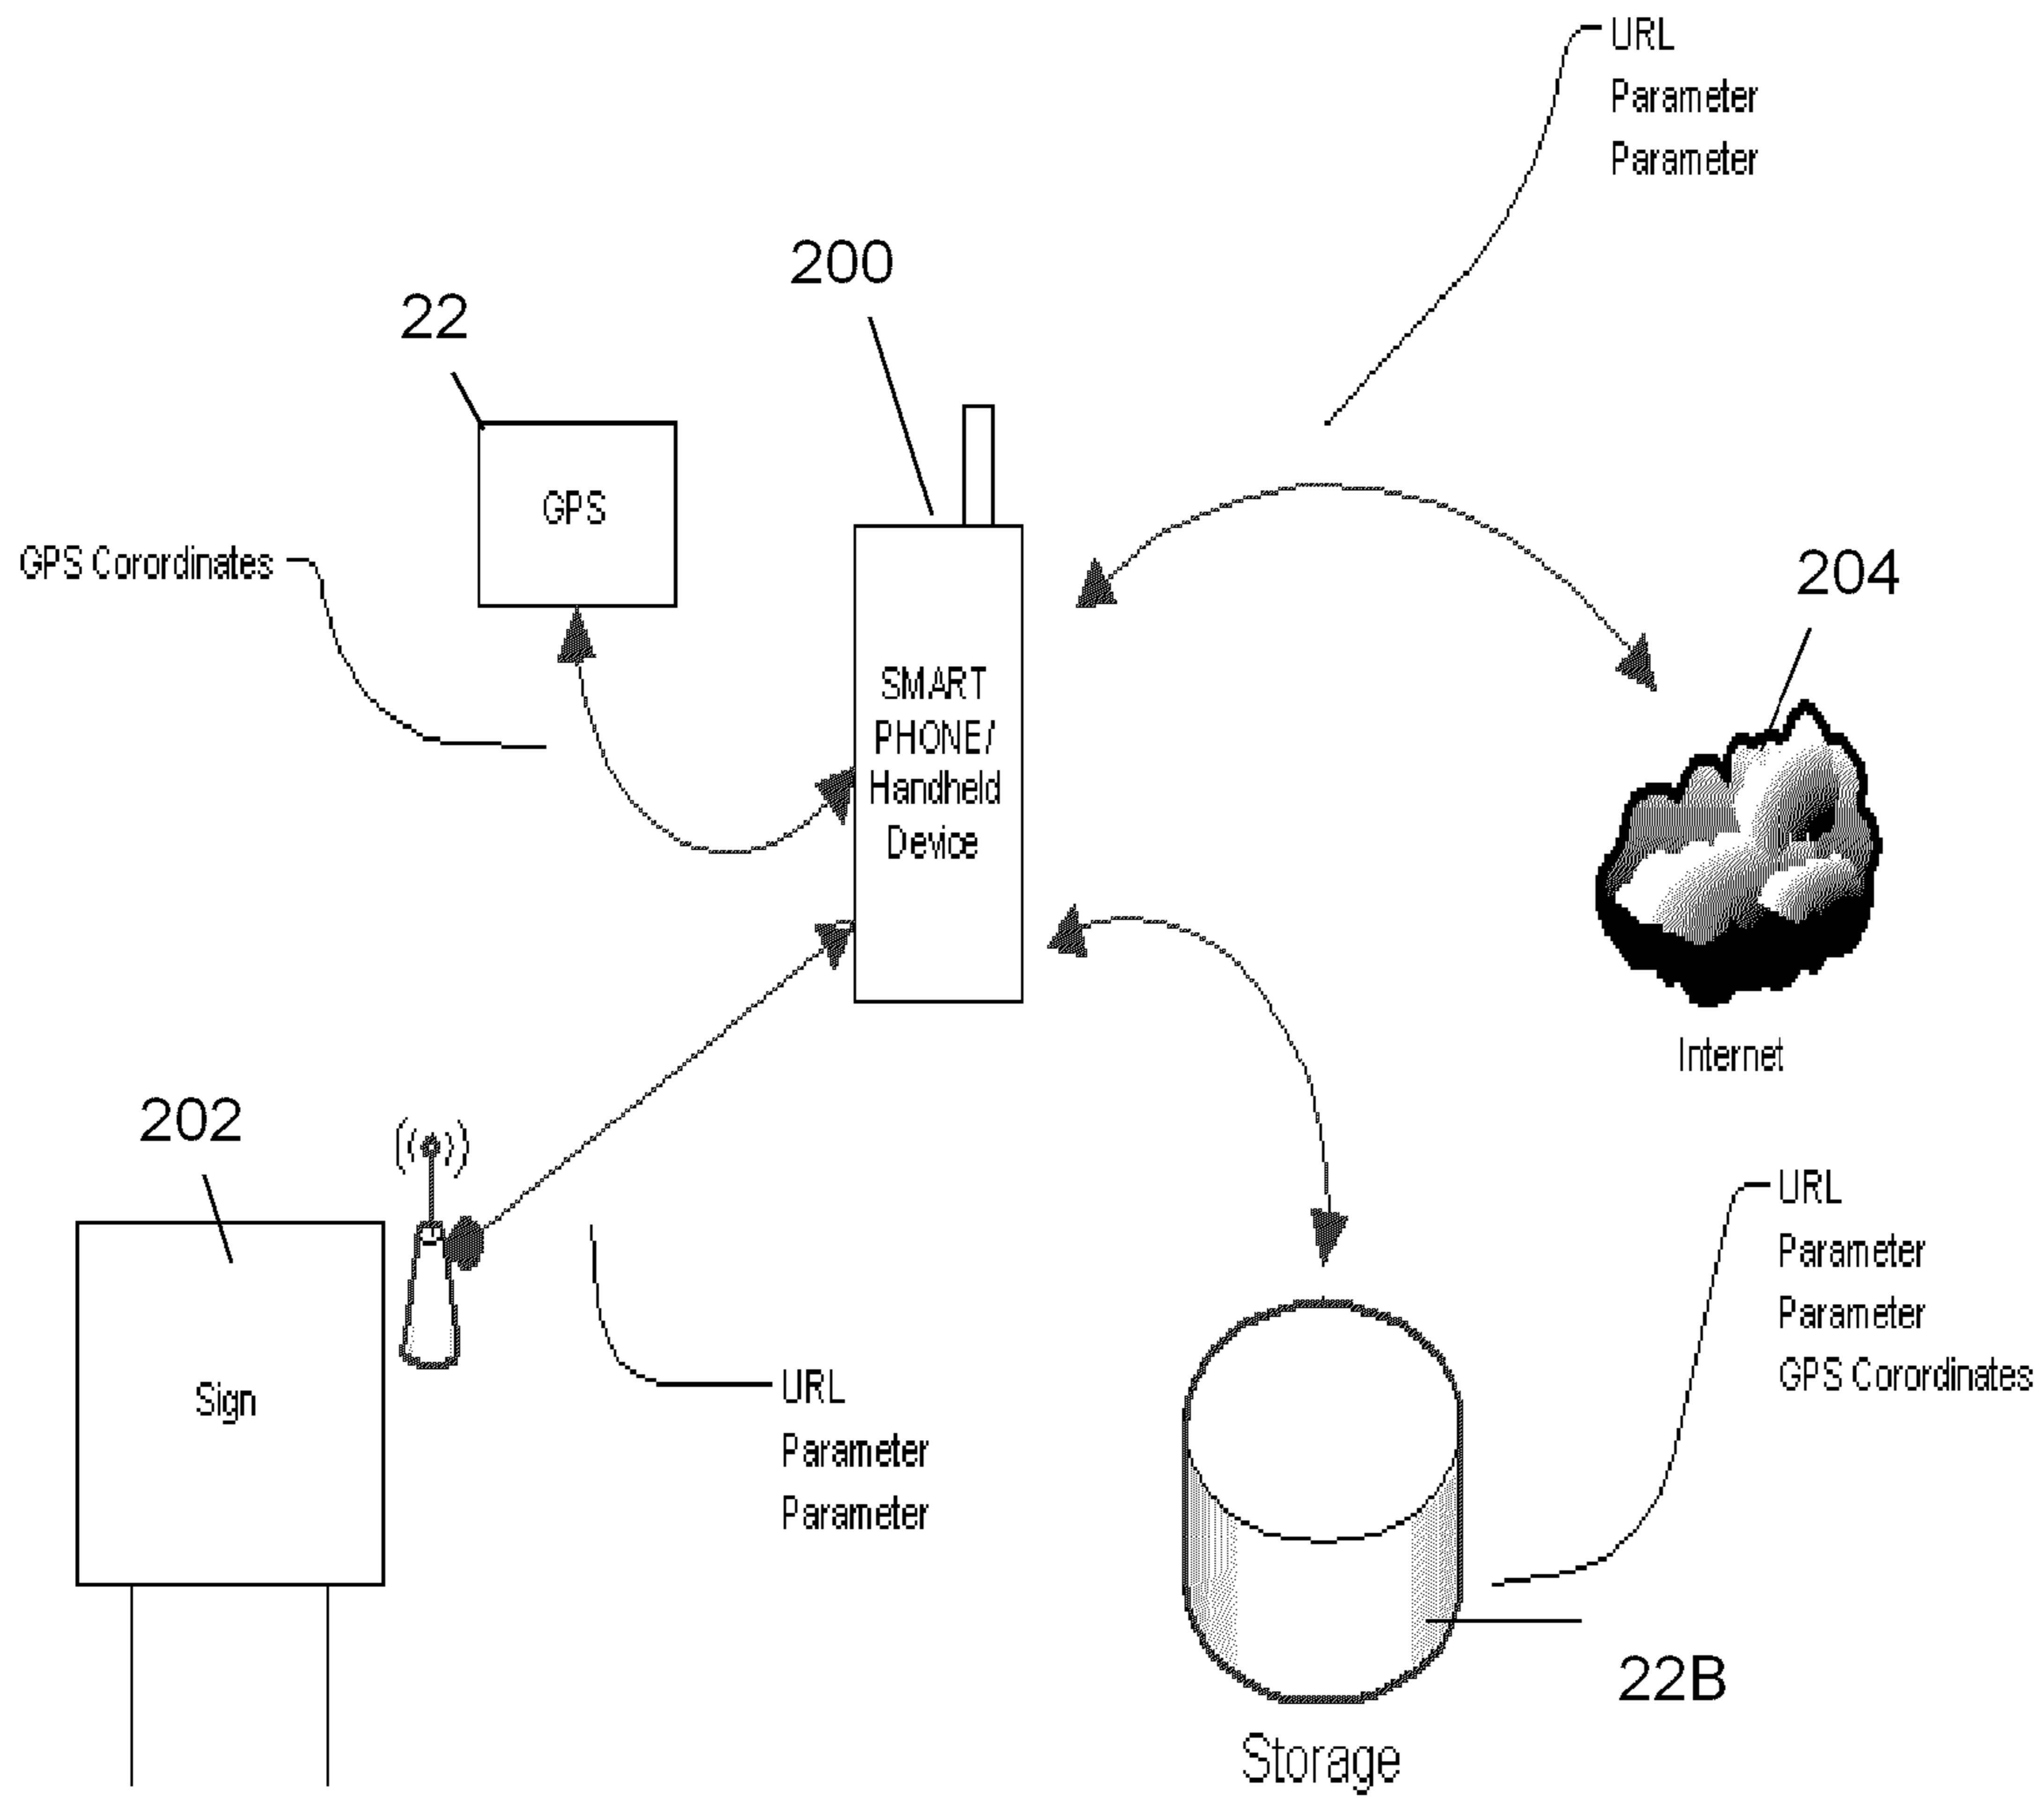 URL
Parameter
Parameter
200
22
GPS
GPS Corordinates
204
SMART
PHONE/
Handheld
Device
Internet
202
Sign
URL
Parameter
Parameter
URL
Parameter
Parameter
GPS Corordinates
22B
Storage